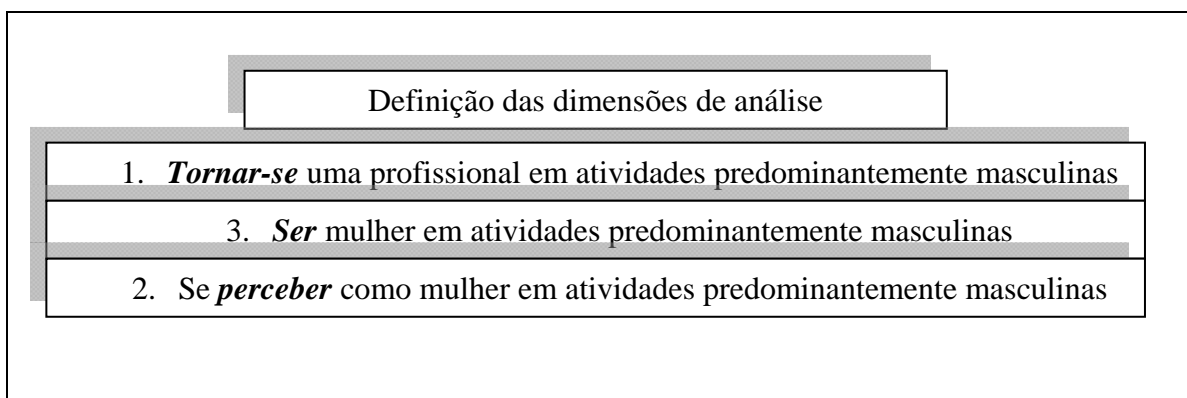 Definição das dimensões de análise
1. Tornar-se uma profissional em atividades predominantemente masculinas
3. Ser mulher em atividades predominantemente masculinas
2. Se perceber como mulher em atividades predominantemente masculinas